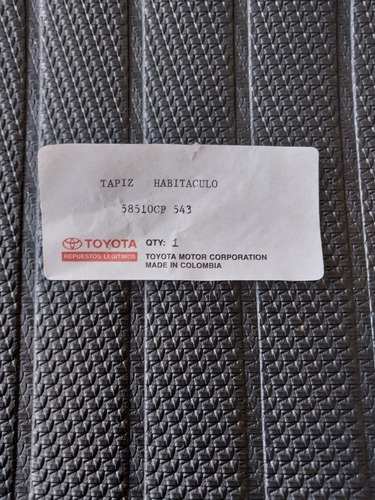 TAPIZ HABITACULO
58510CP 543
TOYOTA QTY: 1
REPUESTOS LEGITIMOS TOYOTA MOTOR CORPORATION
MADE IN COLOMBIA